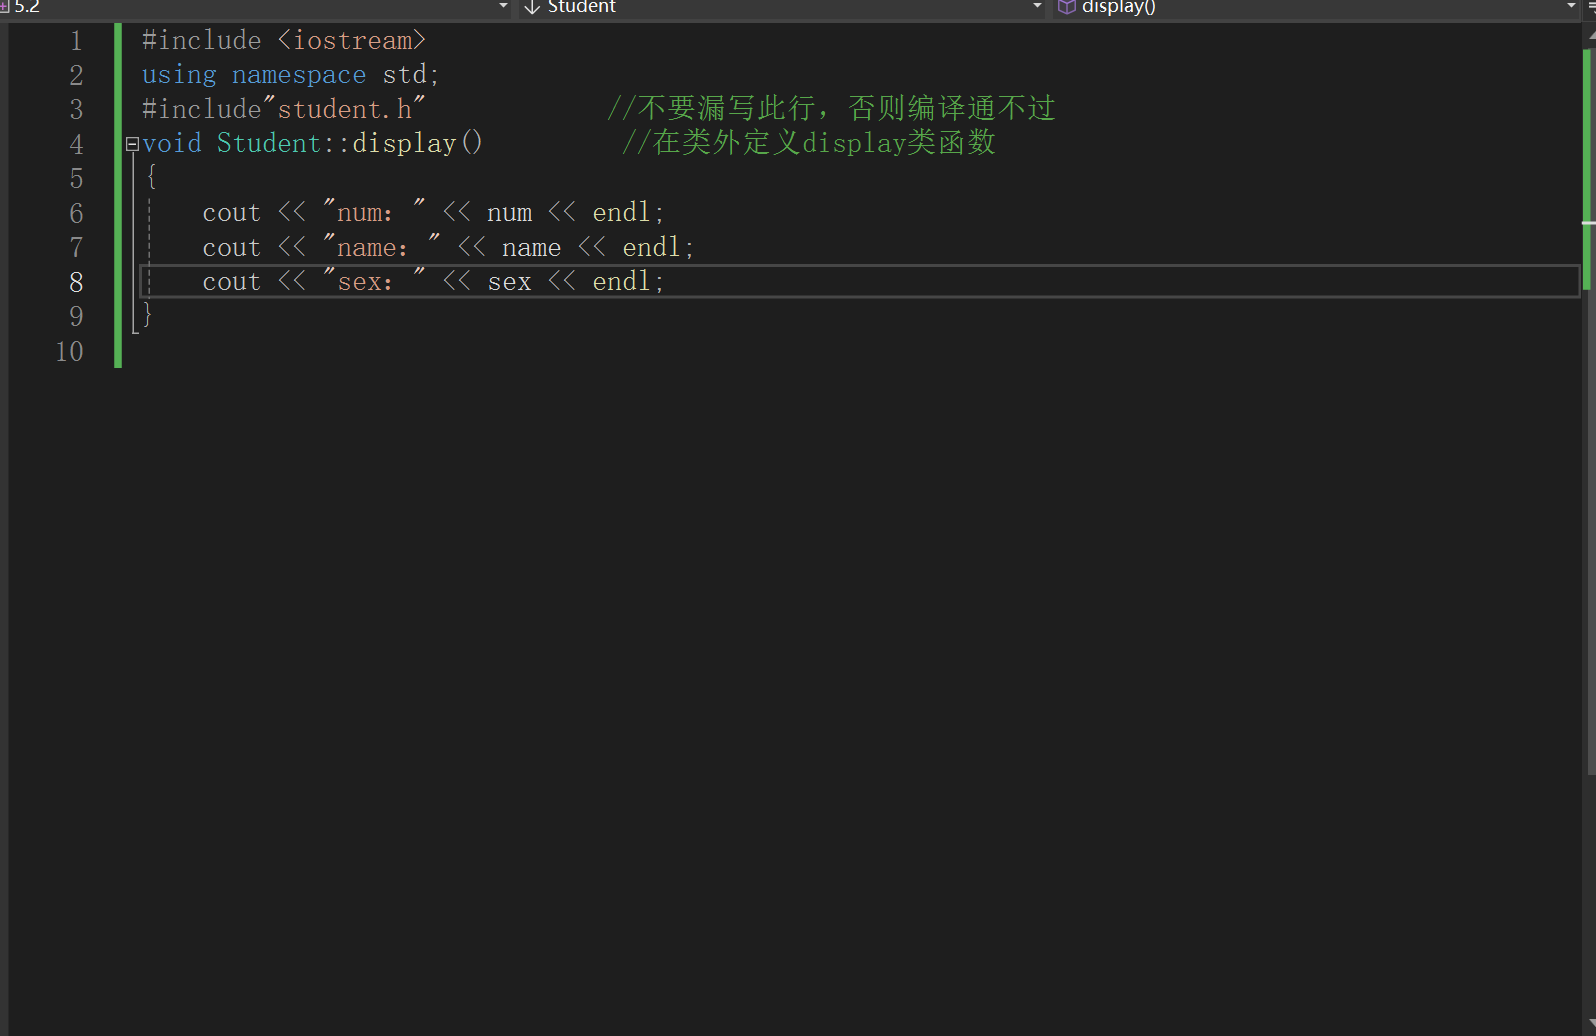 5.2 Student display()
1 #include <iostream>
2 using namespace std;
3 #include"student.h" //不要漏写此行，否则编译通不过
4 void Student::display() //在类外定义display类函数
5 {
6 cout << "num：" << num << endl;
7 cout << "name：" << name << endl;
8 cout << "sex：" << sex << endl;
9 }
10